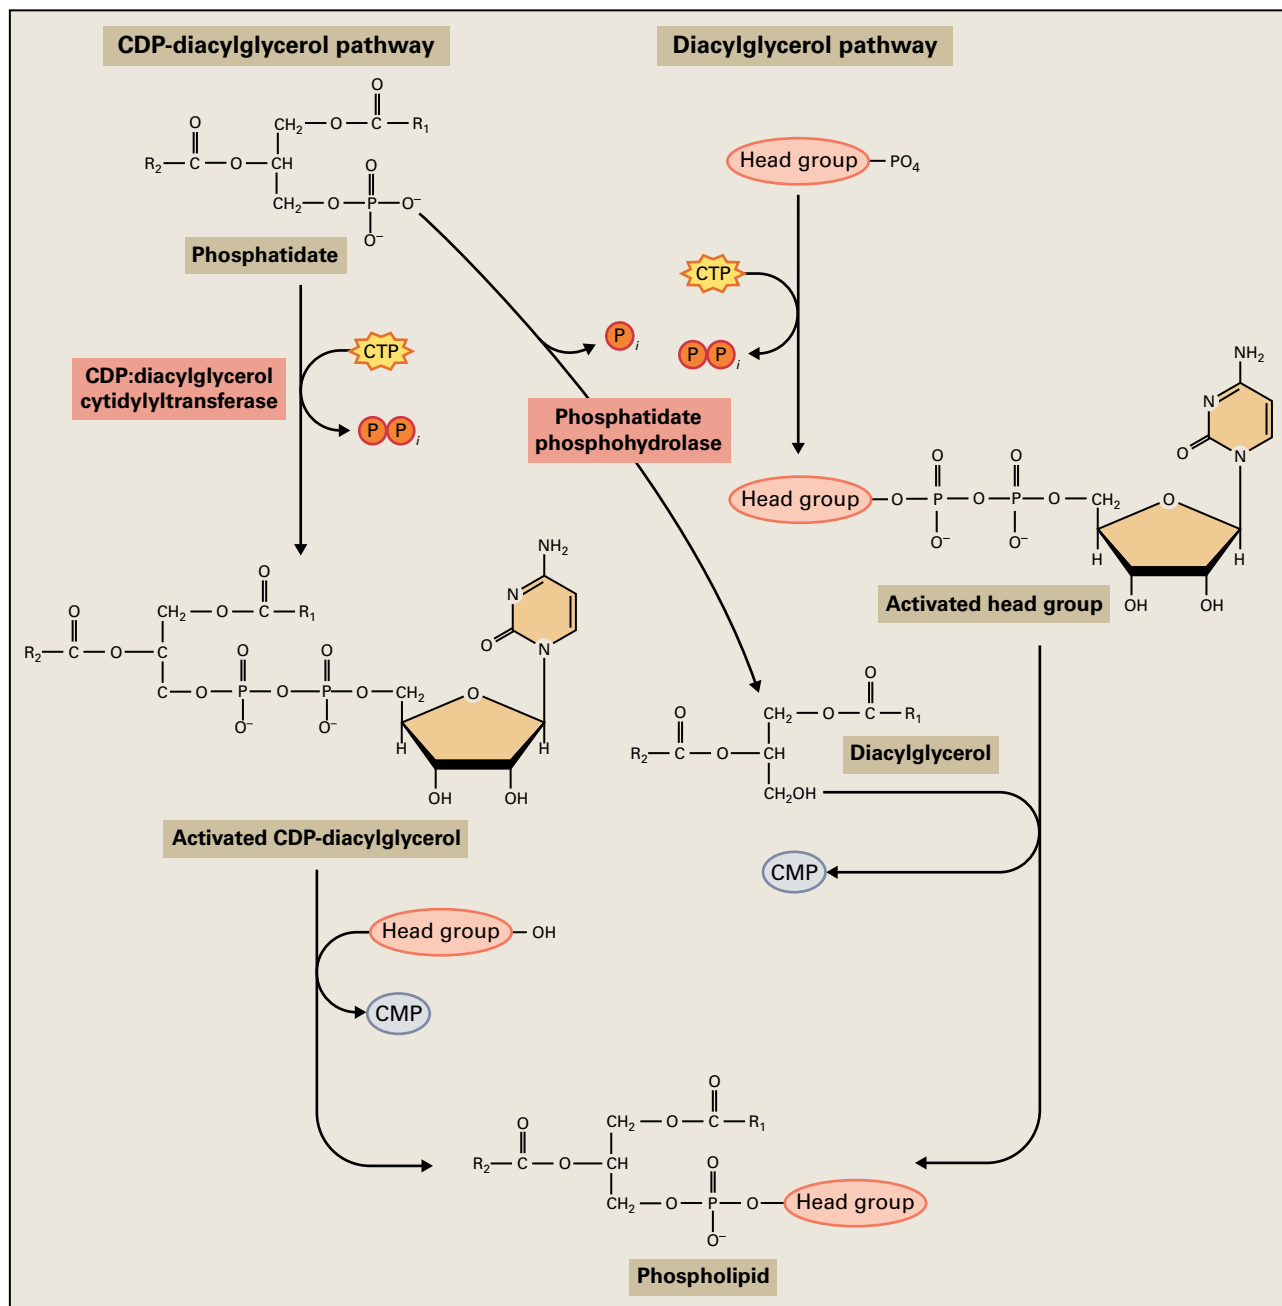 CDP-diacylglycerol pathway
Diacylglycerol pathway
O
CH₂—O—C—R₁
O
R₂—C—O—CH
O
CH₂—O—P—O⁻
O⁻
Phosphatidate
Head group—PO₄
CTP
P Pᵢ
Pᵢ
CTP
CDP:diacylglycerol
cytidylyltransferase
P Pᵢ
Phosphatidate
phosphohydrolase
NH₂
N
O
N
O O
Head group—O—P—O—P—O—CH₂
O
O⁻ O⁻
H H
OH OH
Activated head group
NH₂
N
O
N
O
CH₂—O—C—R₁
O
R₂—C—O—C
O O
C—O—P—O—P—O—CH₂
O
O⁻ O⁻
H H
OH OH
Activated CDP-diacylglycerol
O
CH₂—O—C—R₁
O
R₂—C—O—CH
Diacylglycerol
CH₂OH
CMP
Head group—OH
CMP
O
CH₂—O—C—R₁
O
R₂—C—O—CH
O
CH₂—O—P—O—Head group
O⁻
Phospholipid